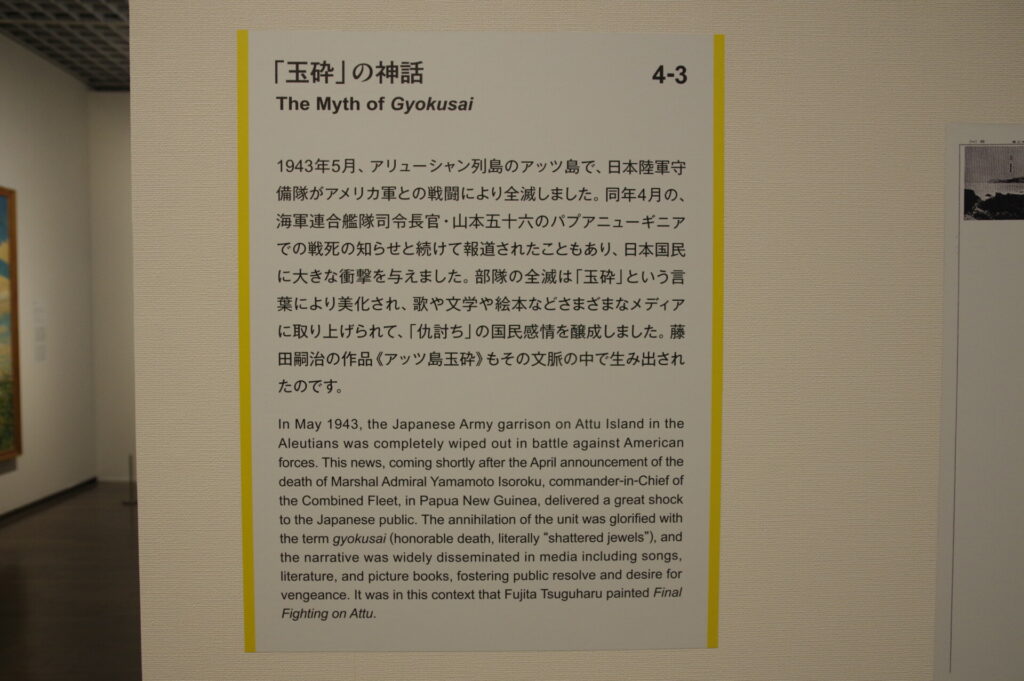 「玉砕」の神話
4-3
The Myth of Gyokusai
1943年5月、アリューシャン列島のアッツ島で、日本陸軍守
備隊がアメリカ軍との戦闘により全滅しました。同年4月の、
海軍連合艦隊司令長官・山本五十六のパプアニューギニア
での戦死の知らせと続けて報道されたこともあり、日本国民
に大きな衝撃を与えました。部隊の全滅は「玉砕」という言
葉により美化され、歌や文学や絵本などさまざまなメディア
に取り上げられて、「仇討ち」の国民感情を醸成しました。藤
田嗣治の作品《アッツ島玉砕》もその文脈の中で生み出され
たのです。
In May 1943, the Japanese Army garrison on Attu Island in the
Aleutians was completely wiped out in battle against American
forces. This news, coming shortly after the April announcement of the
death of Marshal Admiral Yamamoto Isoroku, commander-in-Chief of
the Combined Fleet, in Papua New Guinea, delivered a great shock
to the Japanese public. The annihilation of the unit was glorified with
the term gyokusai (honorable death, literally "shattered jewels"), and
the narrative was widely disseminated in media including songs,
literature, and picture books, fostering public resolve and desire for
vengeance. It was in this context that Fujita Tsuguharu painted Final
Fighting on Attu.